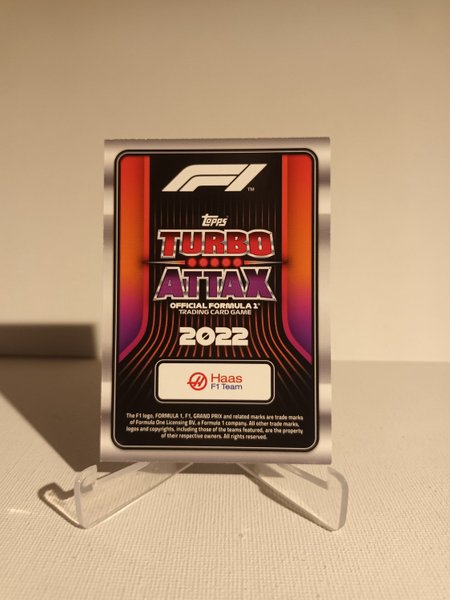 F1 TM
Topps
TURBO
ATTAX
OFFICIAL FORMULA 1®
TRADING CARD GAME
2022
Haas
F1 Team
The F1 logo, FORMULA 1, F1, GRAND PRIX and related marks are trade marks
of Formula One Licensing BV, a Formula 1 company. All other trade marks,
logos and copyrights, including those of the teams featured, are the property
of their respective owners. All rights reserved.